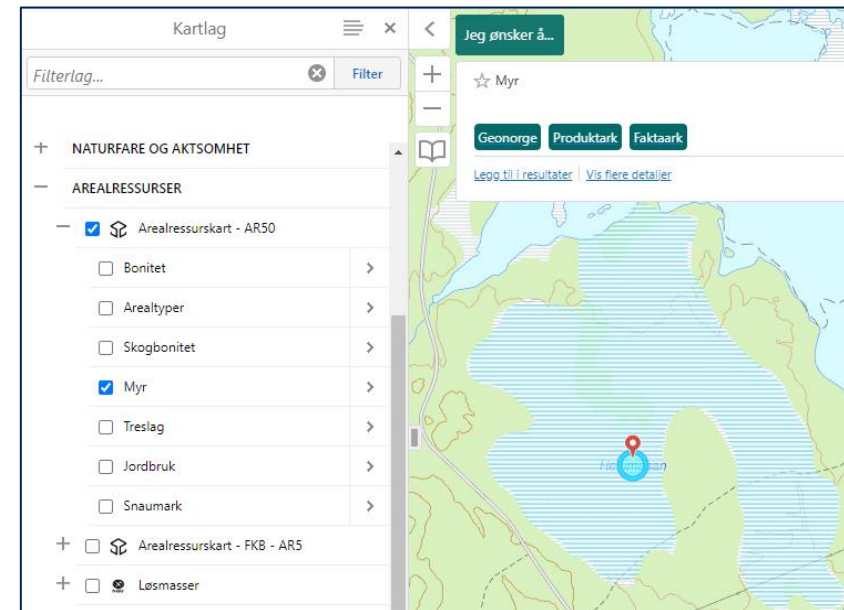 Kartlag
Filterlag...
Filter
NATURFARE OG AKTSOMHET
AREALRESSURSER
Arealressurskart - AR50
Bonitet
Arealtyper
Skogbonitet
Myr
Treslag
Jordbruk
Snaumark
Arealressurskart - FKB - AR5
Løsmasser
Jeg ønsker å...
Myr
Geonorge Produktark Faktaark
Legg til i resultater Vis flere detaljer